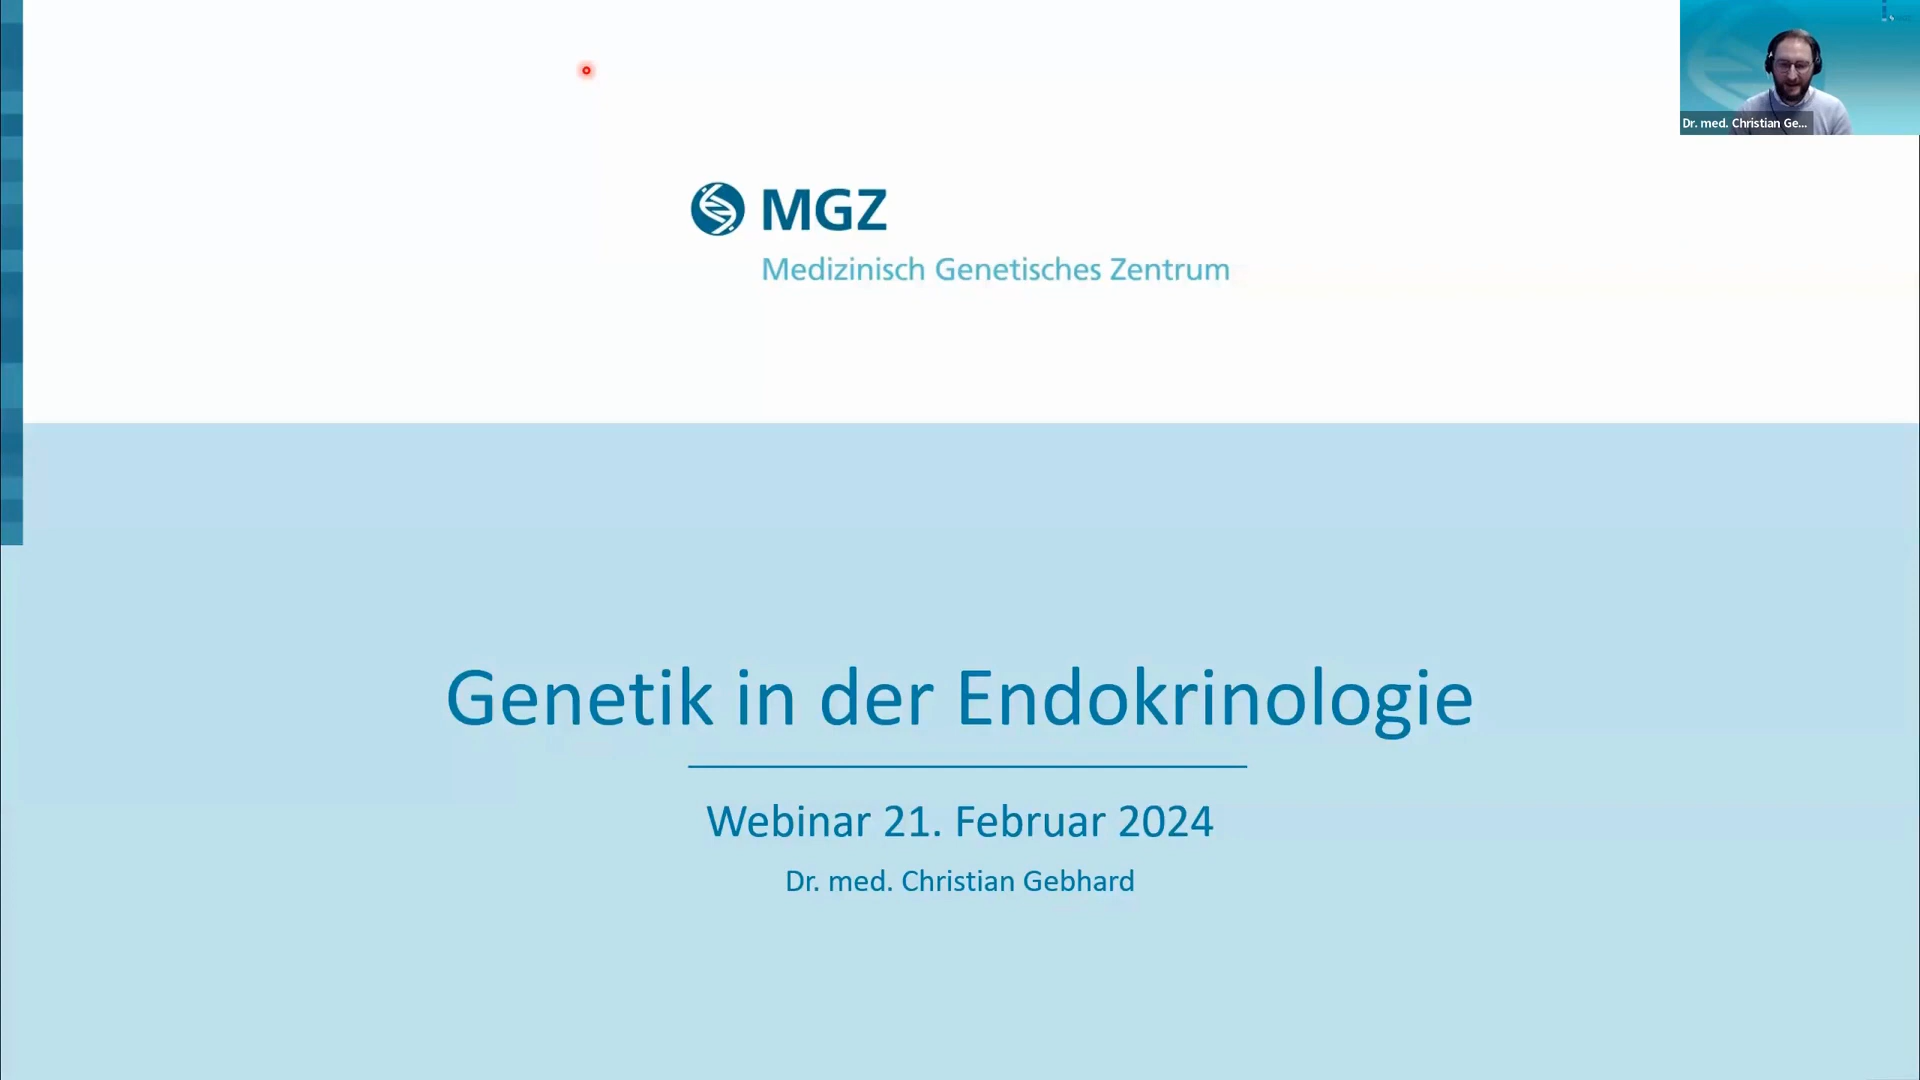 Dr. med. Christian Ge...
MGZ
Medizinisch Genetisches Zentrum
Genetik in der Endokrinologie
Webinar 21. Februar 2024
Dr. med. Christian Gebhard